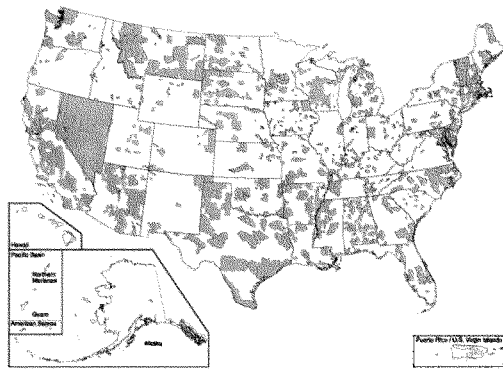 Hawaii
Pacific Basin
Northern
Marianas
Guam
American Samoa
Alaska
Puerto Rico / U.S. Virgin Islands